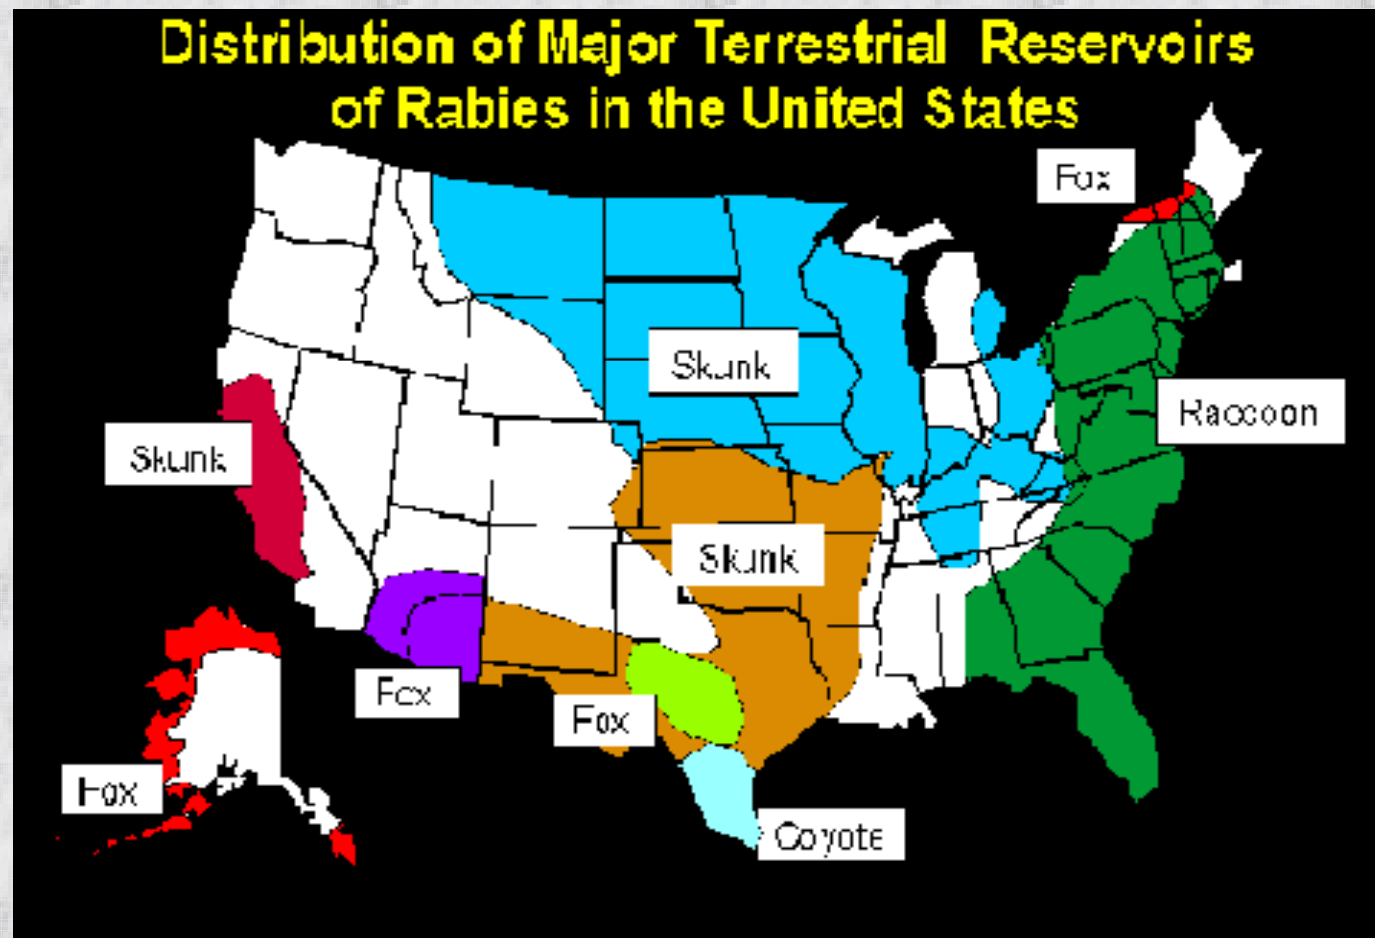 Distribution of Major Terrestrial Reservoirs
of Rabies in the United States
Fox
Skunk
Raccoon
Skunk
Skunk
Fox
Fox
Fox
Coyote